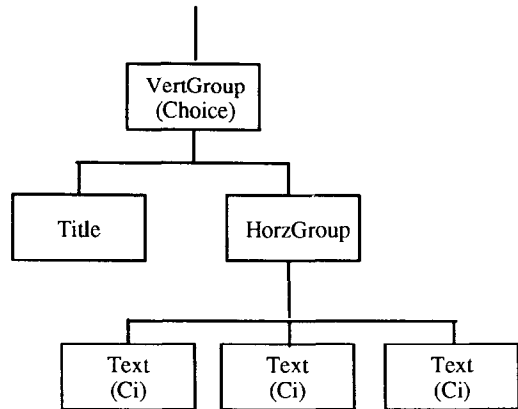 VertGroup
(Choice)
Title
HorzGroup
Text
(Ci)
Text
(Ci)
Text
(Ci)